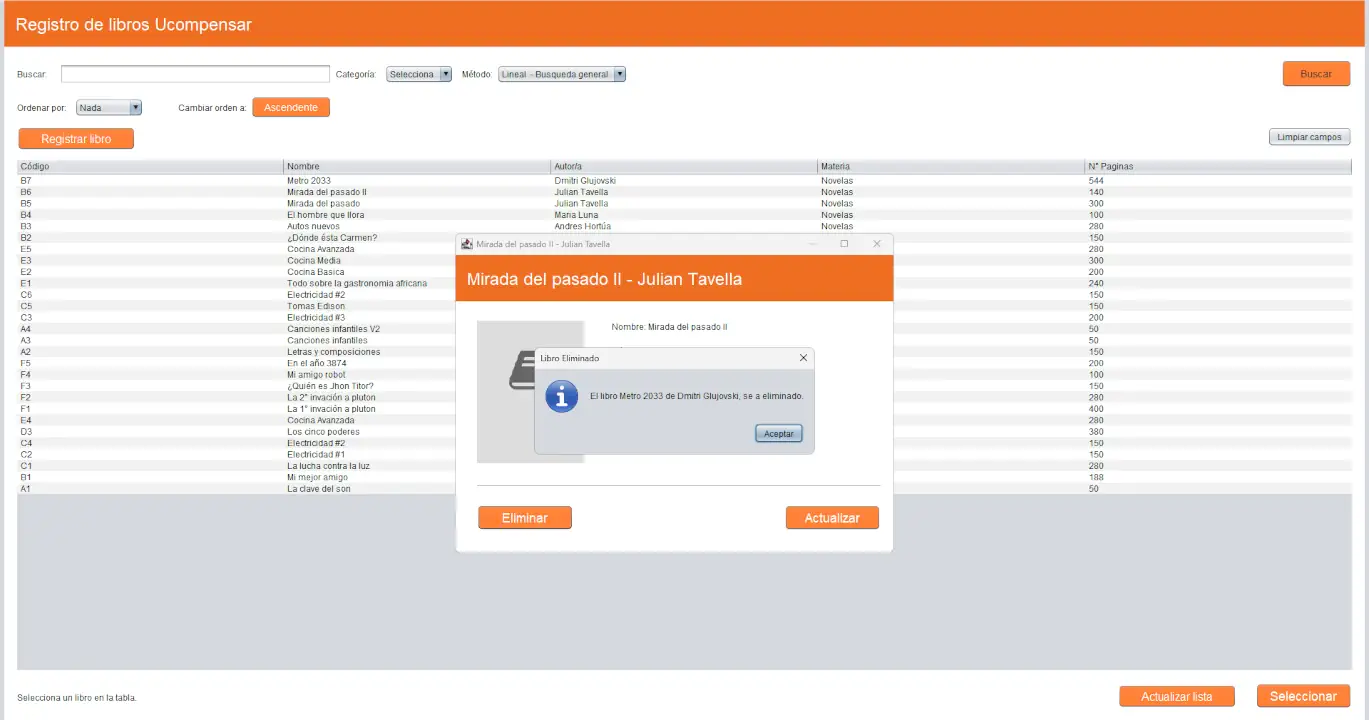 Registro de libros Ucompensar
Buscar: Categoría: Selecciona Método: Lineal - Busqueda general Buscar
Ordenar por: Nada Cambiar orden a: Ascendente
Registrar libro Limpiar campos
Código Nombre Autor/a Materia N° Paginas
B7 Metro 2033 Dmitri Glujovski Novelas 544
B6 Mirada del pasado II Julian Tavella Novelas 140
B5 Mirada del pasado Julian Tavella Novelas 300
B4 El hombre que llora Maria Luna Novelas 100
B3 Autos nuevos Andres Hortúa Novelas 280
B2 ¿Dónde ésta Carmen? 150
E5 Cocina Avanzada 280
E3 Cocina Media 300
E2 Cocina Basica 200
E1 Todo sobre la gastronomia africana 240
C6 Electricidad #2 150
C5 Tomas Edison 150
C3 Electricidad #3 200
A4 Canciones infantiles V2 50
A3 Canciones infantiles 50
A2 Letras y composiciones 150
F5 En el año 3874 200
F4 Mi amigo robot 100
F3 ¿Quién es Jhon Titor? 150
F2 La 2° invación a pluton 280
F1 La 1° invación a pluton 400
E4 Cocina Avanzada 280
D3 Los cinco poderes 380
C4 Electricidad #2 150
C2 Electricidad #1 150
C1 La lucha contra la luz 280
B1 Mi mejor amigo 188
A1 La clave del son 50
Mirada del pasado II - Julian Tavella
Mirada del pasado II - Julian Tavella
Nombre: Mirada del pasado II
Libro Eliminado
El libro Metro 2033 de Dmitri Glujovski, se a eliminado.
Aceptar
Eliminar Actualizar
Selecciona un libro en la tabla. Actualizar lista Seleccionar